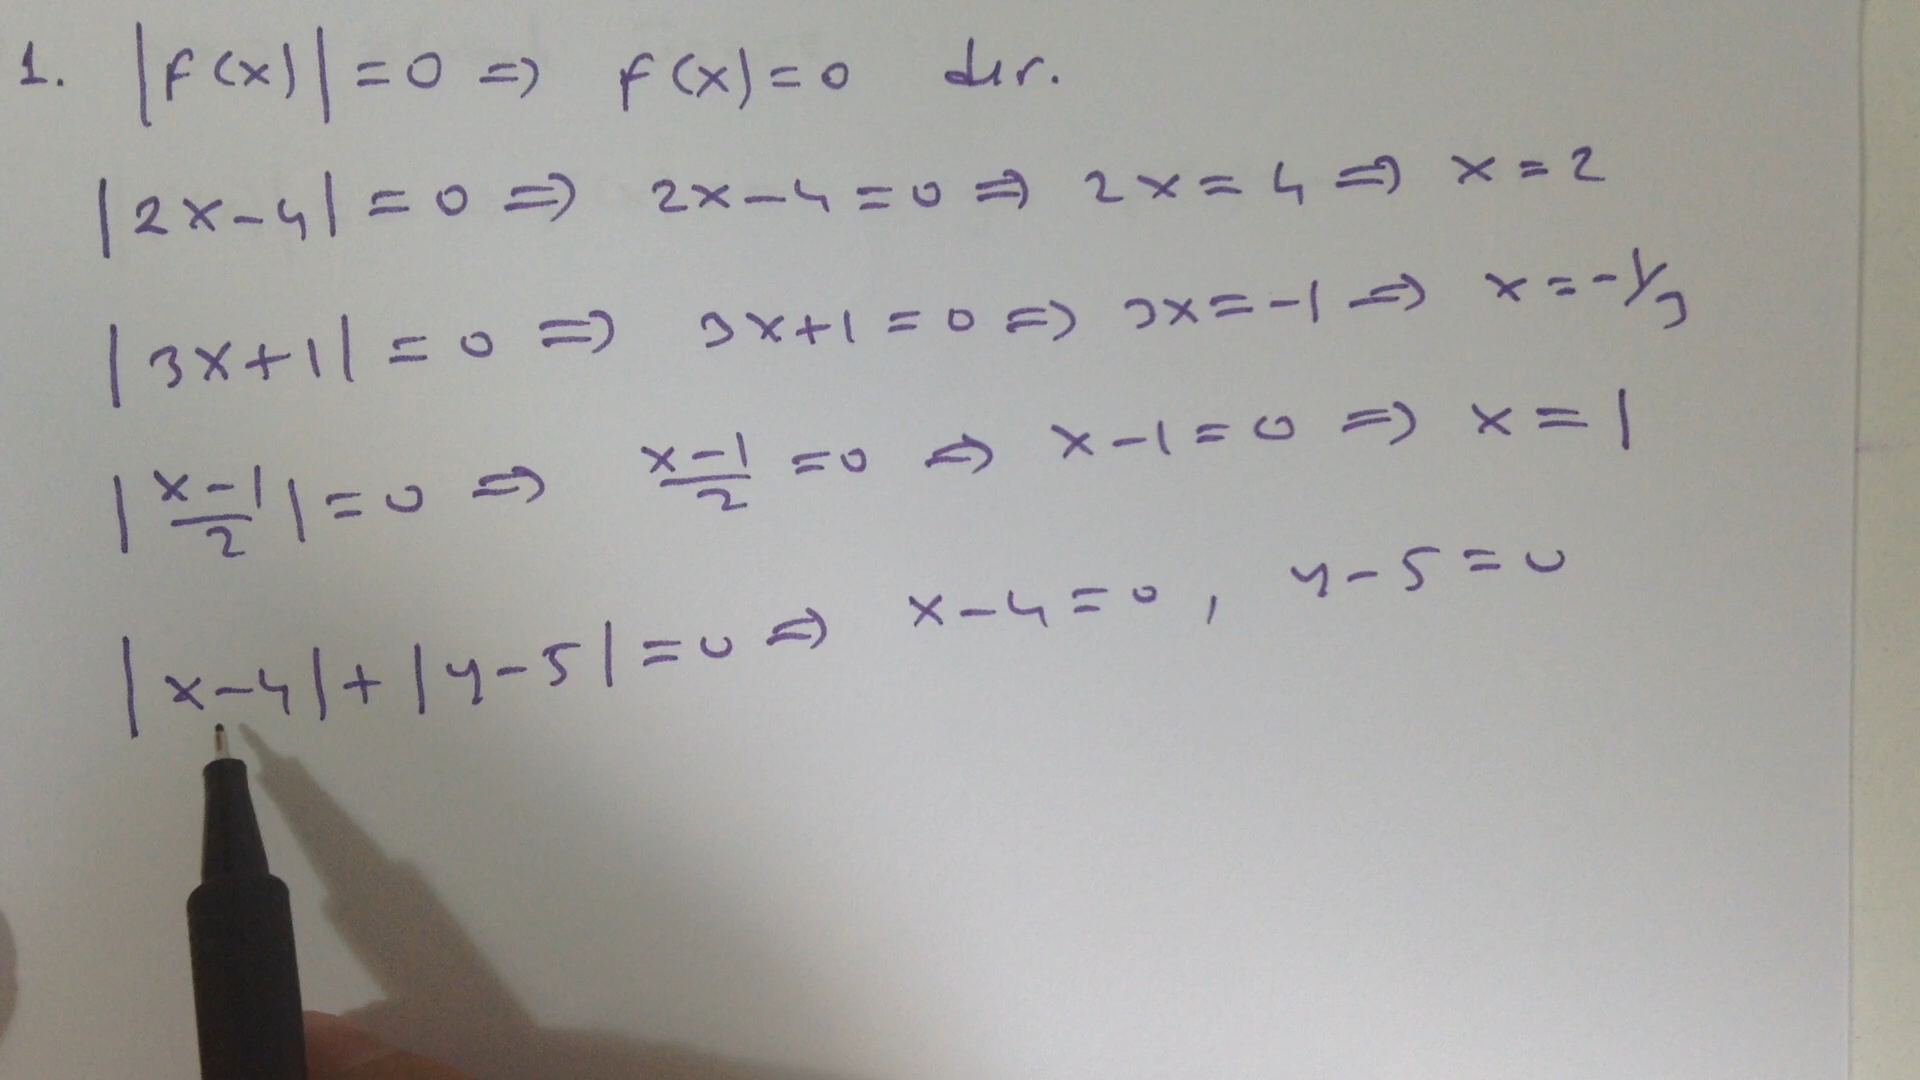 1. |f(x)| = 0 ⇒ f(x) = 0 dır.
|2x-4| = 0 ⇒ 2x-4 = 0 ⇒ 2x = 4 ⇒ x = 2
|3x+1| = 0 ⇒ 3x+1 = 0 ⇒ 3x = -1 ⇒ x = -1/3
|x-1/2| = 0 ⇒ x-1/2 = 0 ⇒ x-1 = 0 ⇒ x = 1
|x-4| + |y-5| = 0 ⇒ x-4 = 0, y-5 = 0